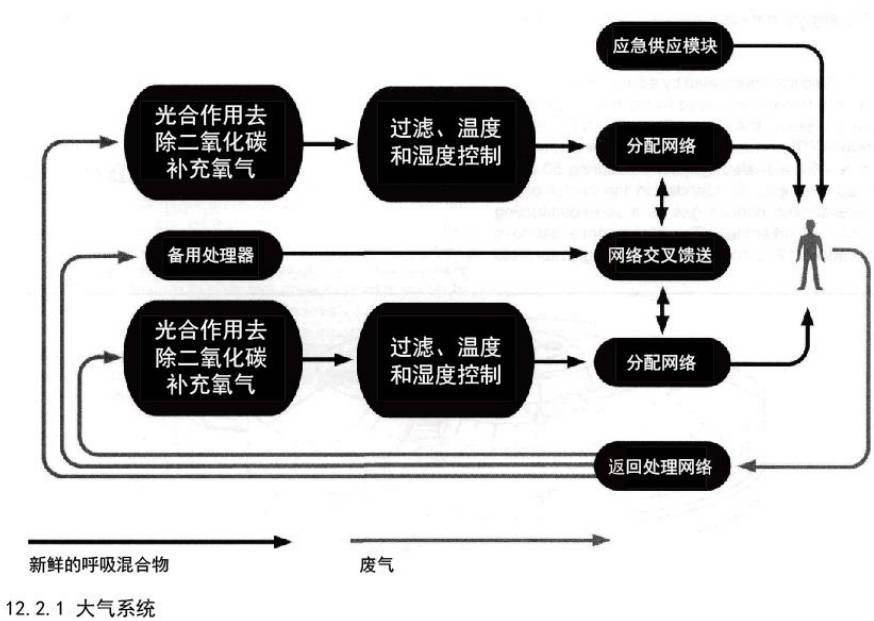 应急供应模块
光合作用去
除二氧化碳
补充氧气
过滤、温度
和湿度控制
分配网络
备用处理器
网络交叉馈送
光合作用去
除二氧化碳
补充氧气
过滤、温度
和湿度控制
分配网络
返回处理网络
新鲜的呼吸混合物
废气
12.2.1 大气系统